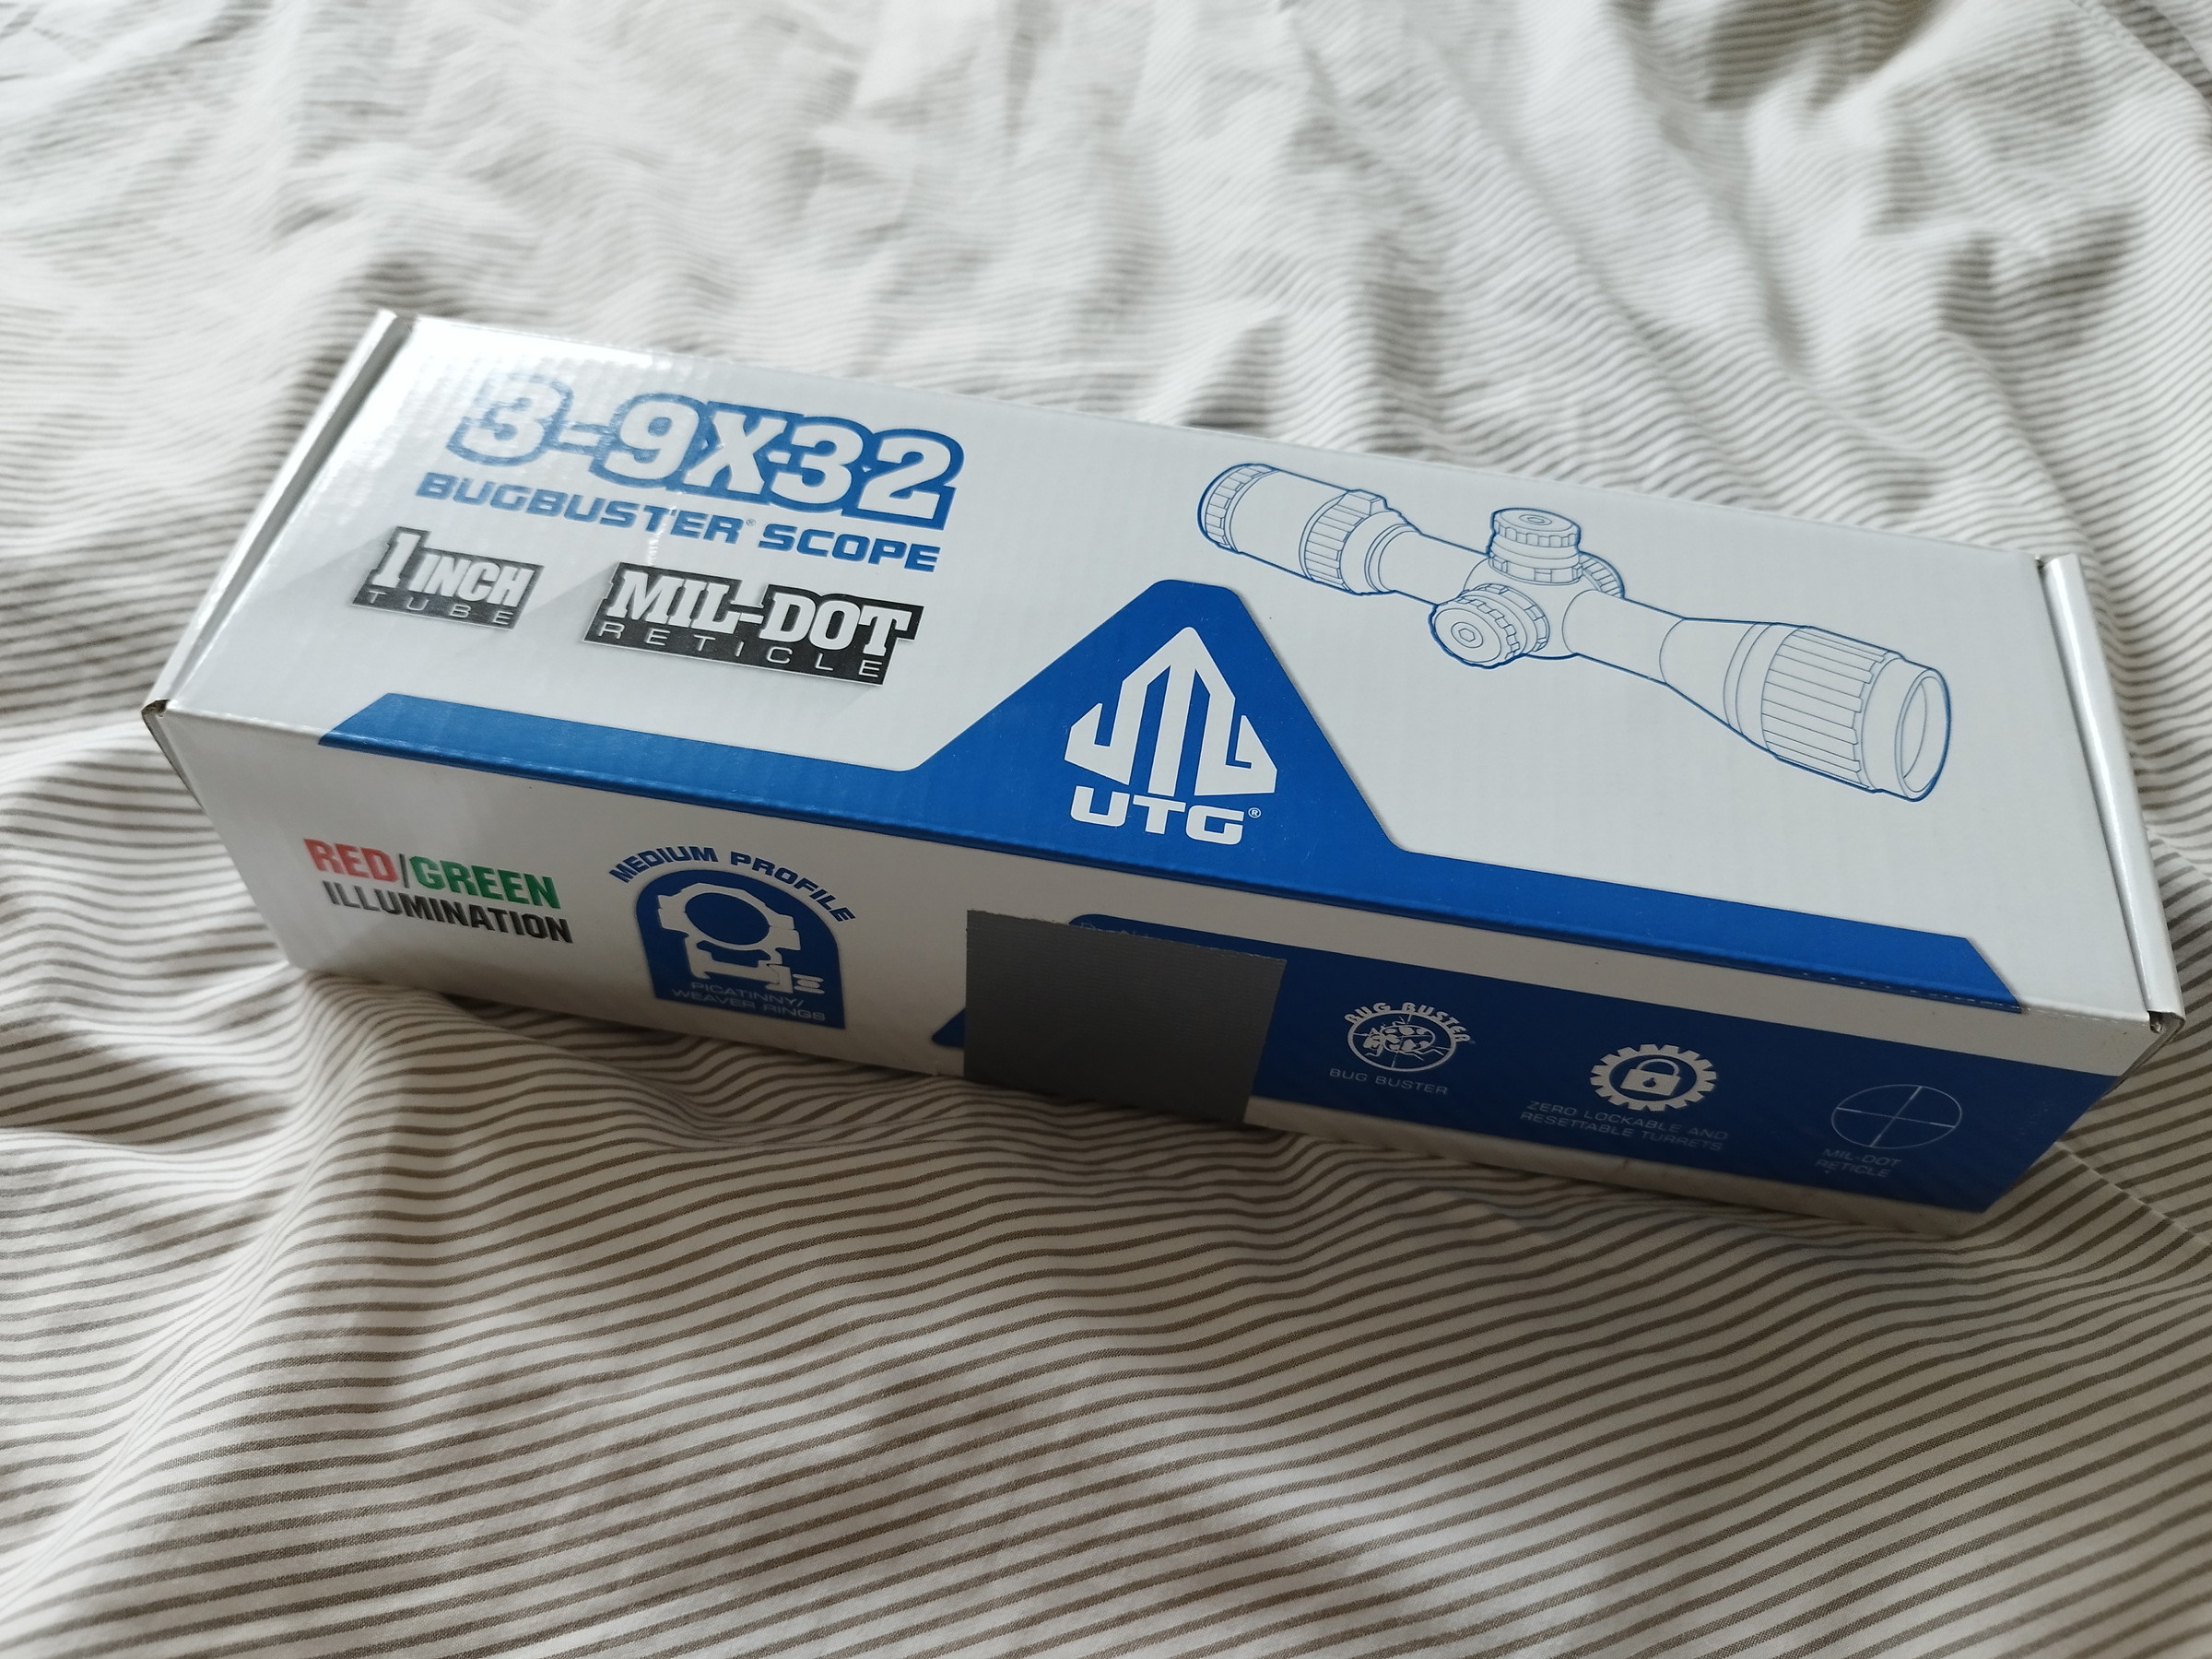 3-9X32
BUGBUSTER® SCOPE
1 INCH
TUBE
MIL-DOT
RETICLE
UTG®
RED/GREEN
ILLUMINATION
MEDIUM PROFILE
PICATINNY/
WEAVER RINGS
BUG BUSTER
BUG BUSTER
ZERO LOCKABLE AND
RESETTABLE TURRETS
MIL-DOT
RETICLE